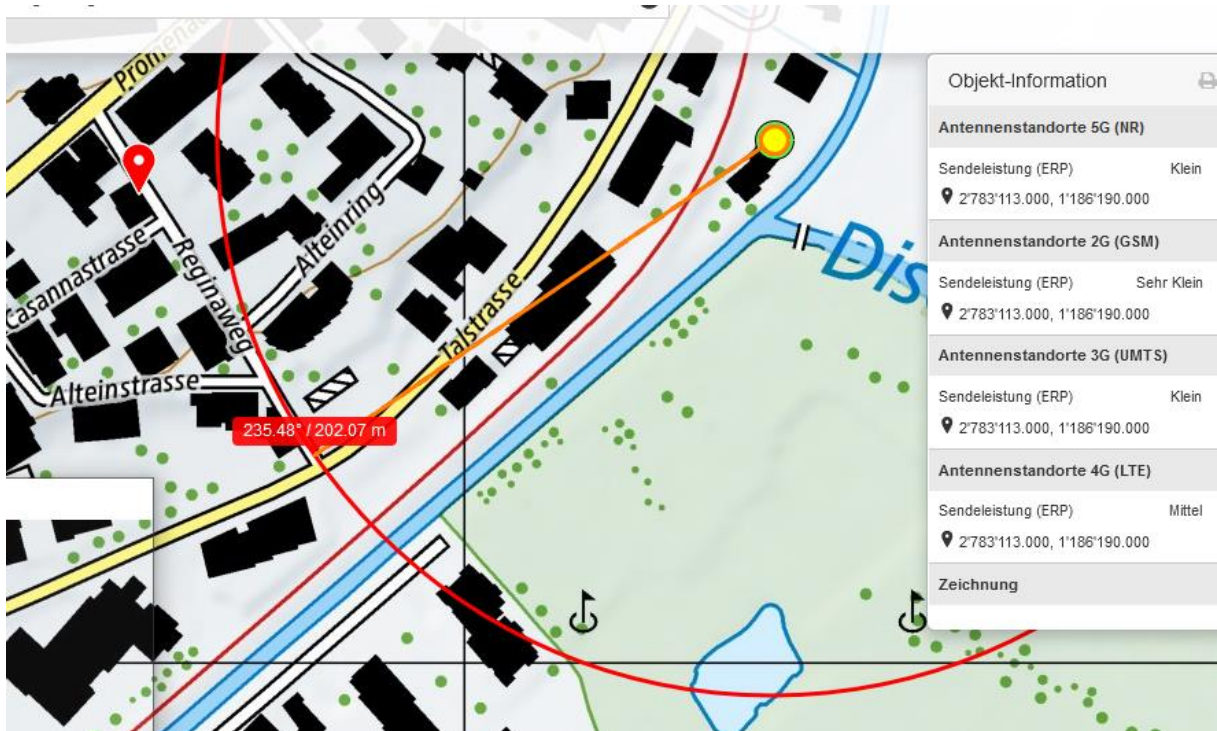 Objekt-Information
Antennenstandorte 5G (NR)
Sendeleistung (ERP) Klein
2'783'113.000, 1'186'190.000
Antennenstandorte 2G (GSM)
Sendeleistung (ERP) Sehr Klein
2'783'113.000, 1'186'190.000
Antennenstandorte 3G (UMTS)
Sendeleistung (ERP) Klein
2'783'113.000, 1'186'190.000
Antennenstandorte 4G (LTE)
Sendeleistung (ERP) Mittel
2'783'113.000, 1'186'190.000
Zeichnung
Alteinring
Casannastrasse
Reginaweg
Talstrasse
Alteinstrasse
235.48° / 202.07 m